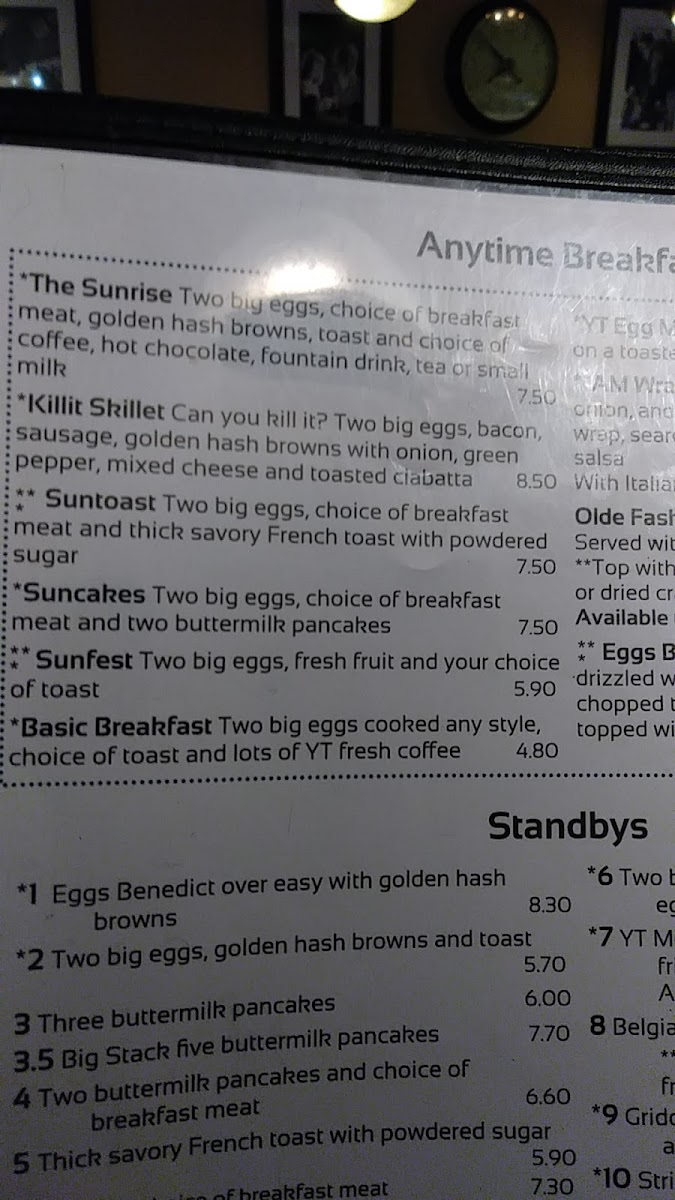 Anytime Breakfa
*The Sunrise Two big eggs, choice of breakfast
meat, golden hash browns, toast and choice of
coffee, hot chocolate, fountain drink, tea or small
milk
7.50
*Killit Skillet Can you kill it? Two big eggs, bacon,
sausage, golden hash browns with onion, green
pepper, mixed cheese and toasted ciabatta 8.50
*** Suntoast Two big eggs, choice of breakfast
meat and thick savory French toast with powdered
sugar 7.50
*Suncakes Two big eggs, choice of breakfast
meat and two buttermilk pancakes 7.50
*** Sunfest Two big eggs, fresh fruit and your choice
of toast 5.90
*Basic Breakfast Two big eggs cooked any style,
choice of toast and lots of YT fresh coffee 4.80
*YT Egg M
on a toaste
AM Wra
onion, and
wrap, sear
salsa
With Italia
Olde Fash
Served wit
**Top with
or dried cr
Available
*** Eggs B
drizzled w
chopped t
topped wi
Standbys
*1 Eggs Benedict over easy with golden hash
browns 8.30
*2 Two big eggs, golden hash browns and toast
5.70
3 Three buttermilk pancakes 6.00
3.5 Big Stack five buttermilk pancakes 7.70
4 Two buttermilk pancakes and choice of
breakfast meat 6.60
5 Thick savory French toast with powdered sugar
5.90
of breakfast meat 7.30
*6 Two b
eg
*7 YT M
fri
A
8 Belgia
**
fr
*9 Grid
a
*10 Stri